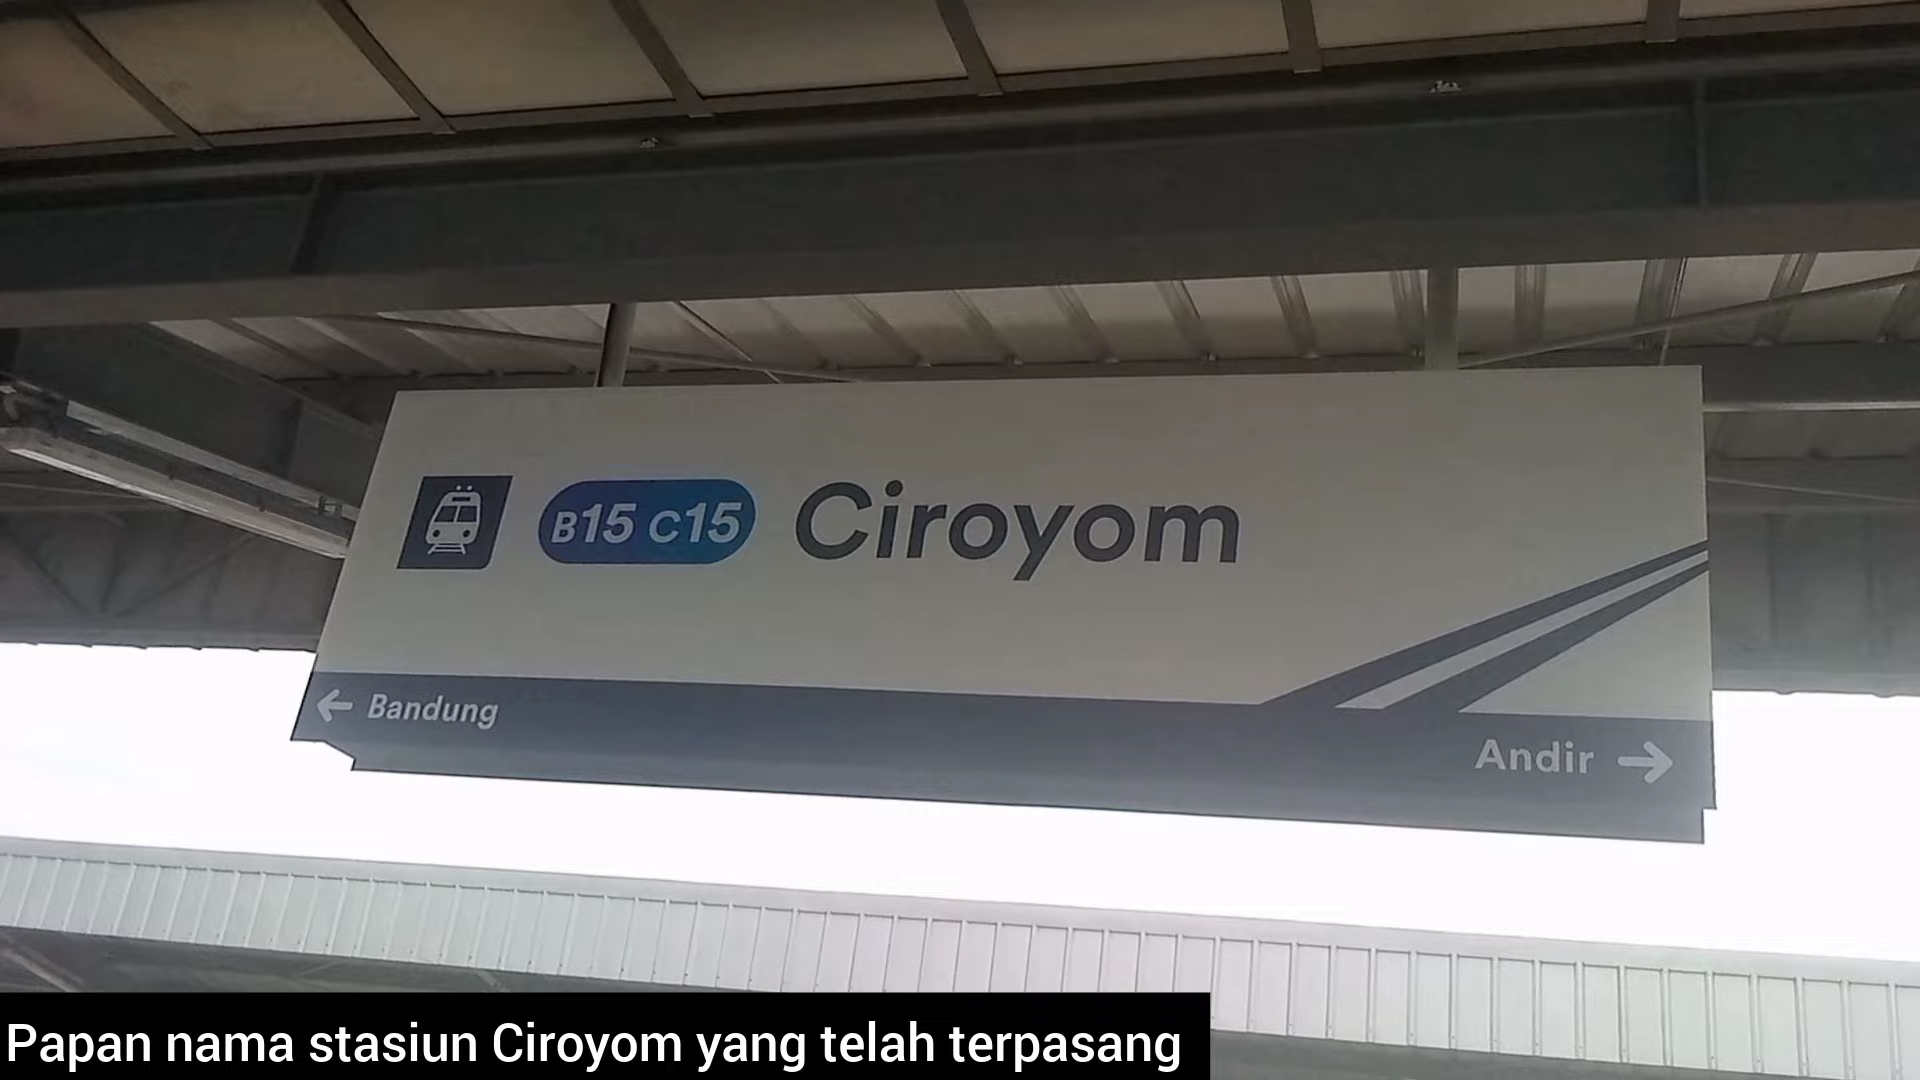 B15 C15 Ciroyom
← Bandung
Andir →
Papan nama stasiun Ciroyom yang telah terpasang